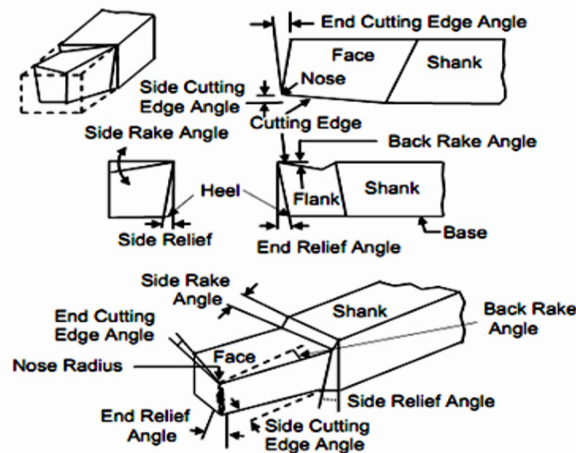 End Cutting
Edge Angle
Face
Shank
Nose
Side Cutting
Edge Angle
Cutting Edge
Side Rake Angle
Back Rake Angle
Heel
Flank
Shank
Side Relief
End Relief Angle
Base
Side Rake
Angle
Shank
End Cutting
Edge Angle
Back Rake
Angle
Face
Nose Radius
Side Relief Angle
End Relief
Angle
Side Cutting
Edge Angle